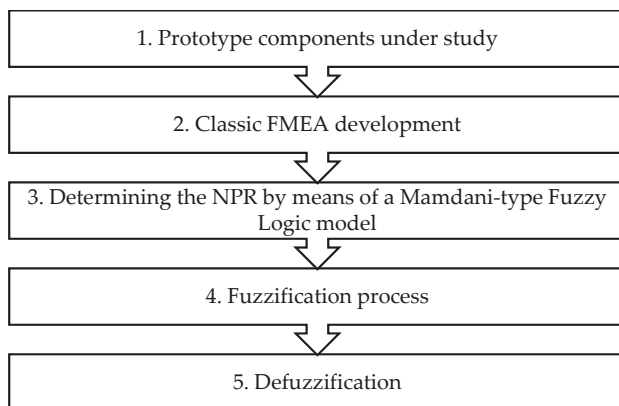 1. Prototype components under study
2. Classic FMEA development
3. Determining the NPR by means of a Mamdani-type Fuzzy
Logic model
4. Fuzzification process
5. Defuzzification